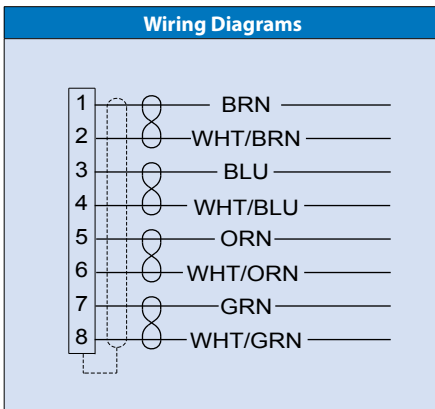 Wiring Diagrams
1 BRN
2 WHT/BRN
3 BLU
4 WHT/BLU
5 ORN
6 WHT/ORN
7 GRN
8 WHT/GRN